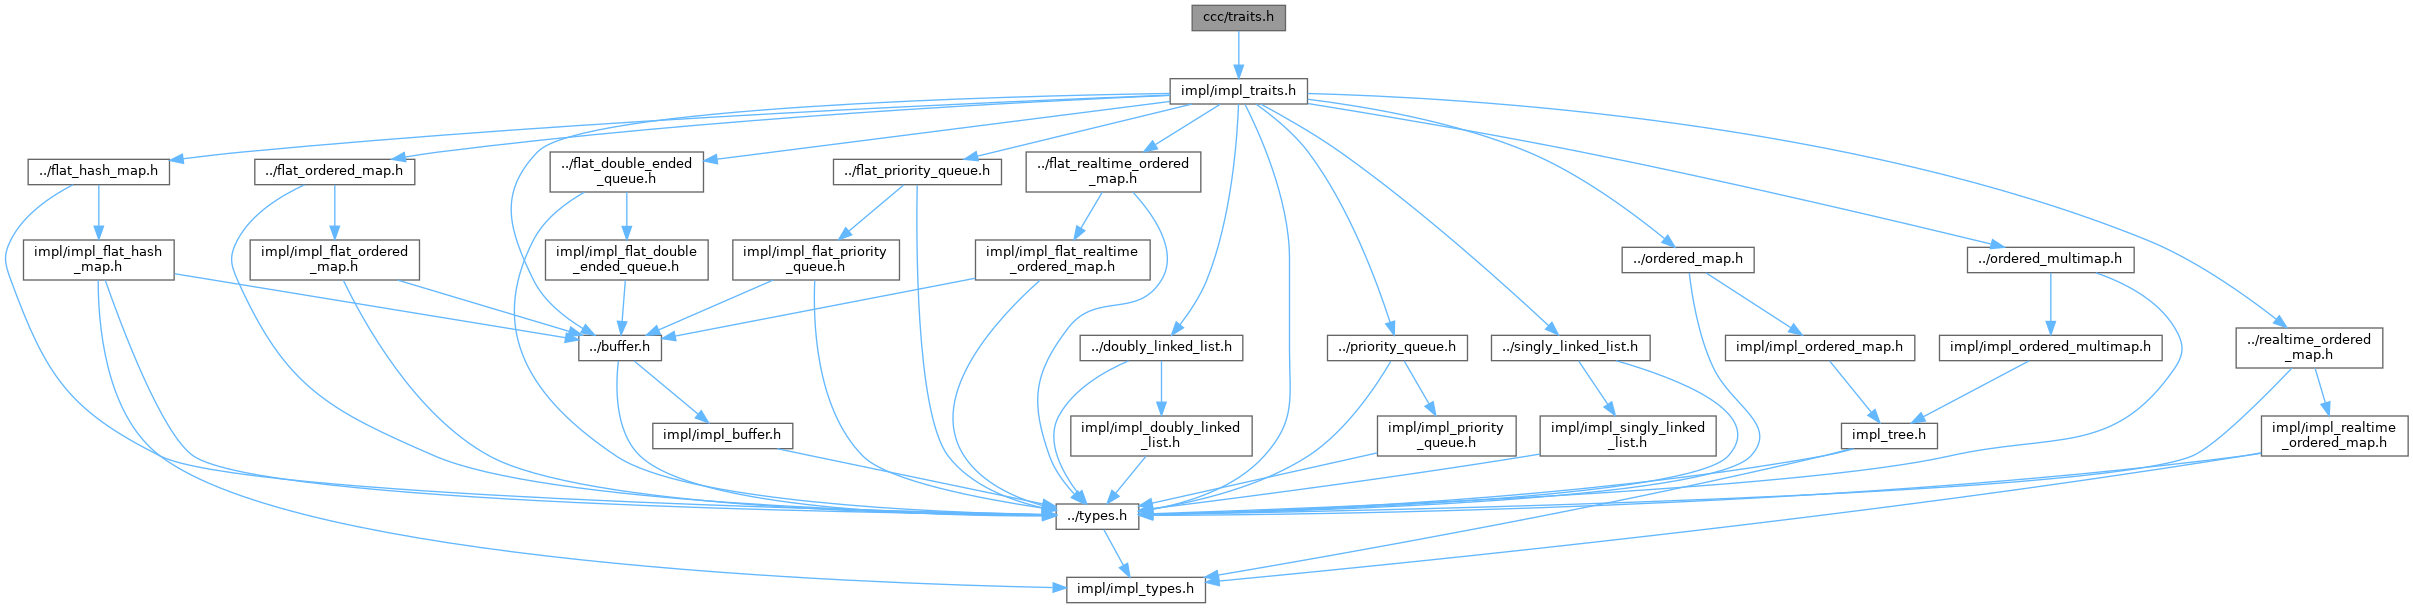 ccc/traits.h
impl/impl_traits.h
../flat_hash_map.h
../flat_ordered_map.h
../flat_double_ended
_queue.h
../flat_priority_queue.h
../flat_realtime_ordered
_map.h
impl/impl_flat_hash
_map.h
impl/impl_flat_ordered
_map.h
impl/impl_flat_double
_ended_queue.h
impl/impl_flat_priority
_queue.h
impl/impl_flat_realtime
_ordered_map.h
../ordered_map.h
../ordered_multimap.h
../buffer.h
../doubly_linked_list.h
../priority_queue.h
../singly_linked_list.h
impl/impl_ordered_map.h
impl/impl_ordered_multimap.h
../realtime_ordered
_map.h
impl/impl_buffer.h
impl/impl_doubly_linked
_list.h
impl/impl_priority
_queue.h
impl/impl_singly_linked
_list.h
impl_tree.h
impl/impl_realtime
_ordered_map.h
../types.h
impl/impl_types.h